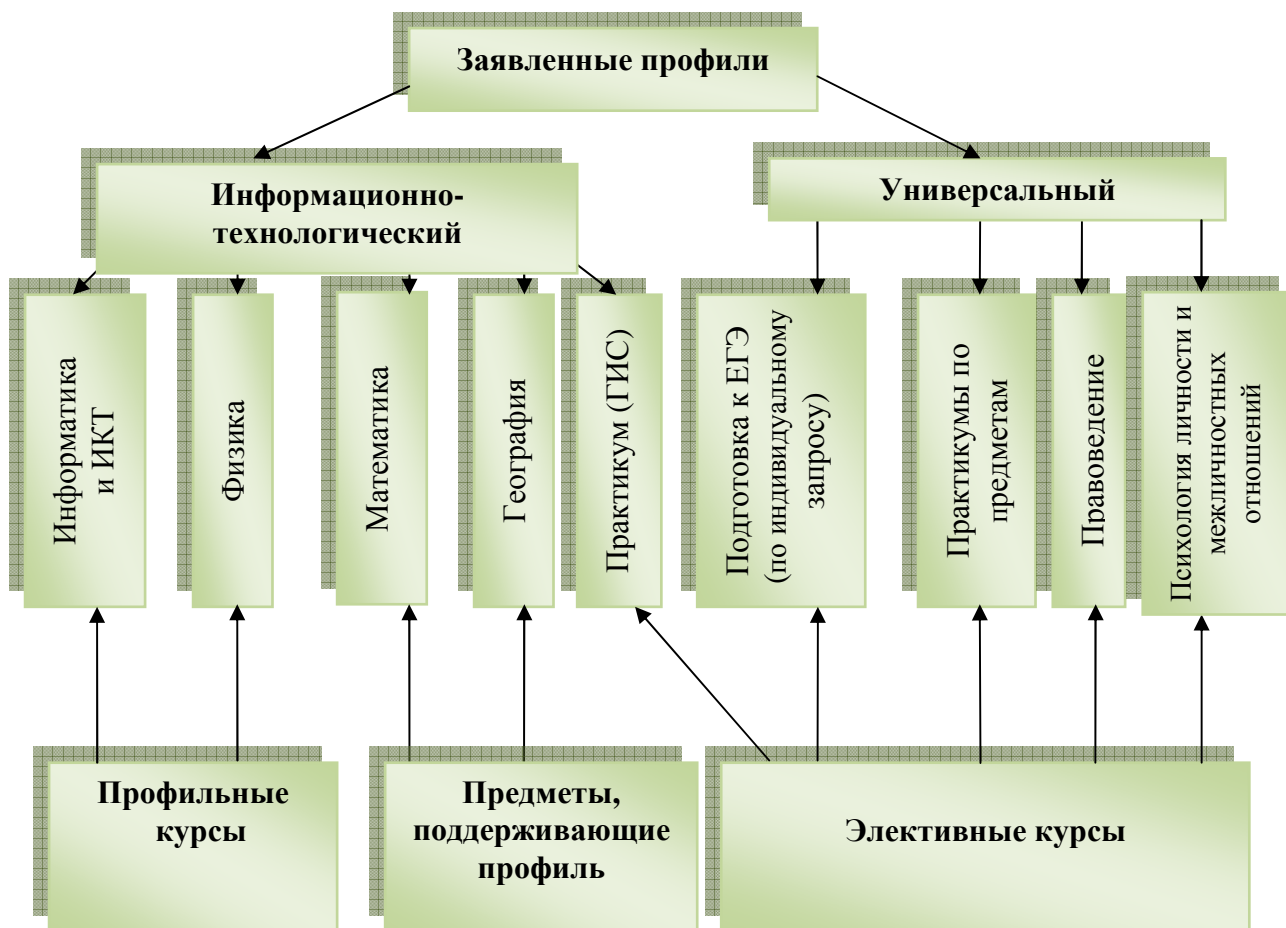 Заявленные профили
Информационно-
технологический
Универсальный
Информатика
и ИКТ
Физика
Математика
География
Практикум (ГИС)
Подготовка к ЕГЭ
(по индивидуальному
запросу)
Практикумы по
предметам
Правоведение
Психология личности и
межличностных
отношений
Профильные
курсы
Предметы,
поддерживающие
профиль
Элективные курсы